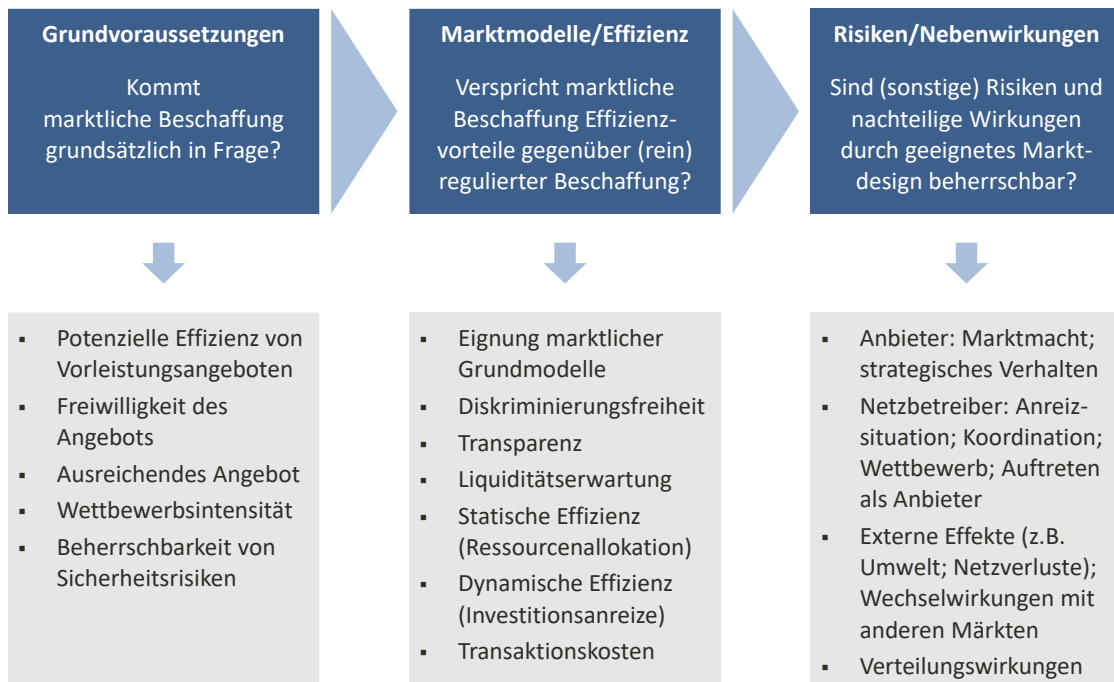 Grundvoraussetzungen
Kommt
marktliche Beschaffung
grundsätzlich in Frage?
Marktmodelle/Effizienz
Verspricht marktliche
Beschaffung Effizienz-
vorteile gegenüber (rein)
regulierter Beschaffung?
Risiken/Nebenwirkungen
Sind (sonstige) Risiken und
nachteilige Wirkungen
durch geeignetes Markt-
design beherrschbar?
▪ Potenzielle Effizienz von
Vorleistungsangeboten
▪ Freiwilligkeit des
Angebots
▪ Ausreichendes Angebot
▪ Wettbewerbsintensität
▪ Beherrschbarkeit von
Sicherheitsrisiken
▪ Eignung marktlicher
Grundmodelle
▪ Diskriminierungsfreiheit
▪ Transparenz
▪ Liquiditätserwartung
▪ Statische Effizienz
(Ressourcenallokation)
▪ Dynamische Effizienz
(Investitionsanreize)
▪ Transaktionskosten
▪ Anbieter: Marktmacht;
strategisches Verhalten
▪ Netzbetreiber: Anreiz-
situation; Koordination;
Wettbewerb; Auftreten
als Anbieter
▪ Externe Effekte (z.B.
Umwelt; Netzverluste);
Wechselwirkungen mit
anderen Märkten
▪ Verteilungswirkungen